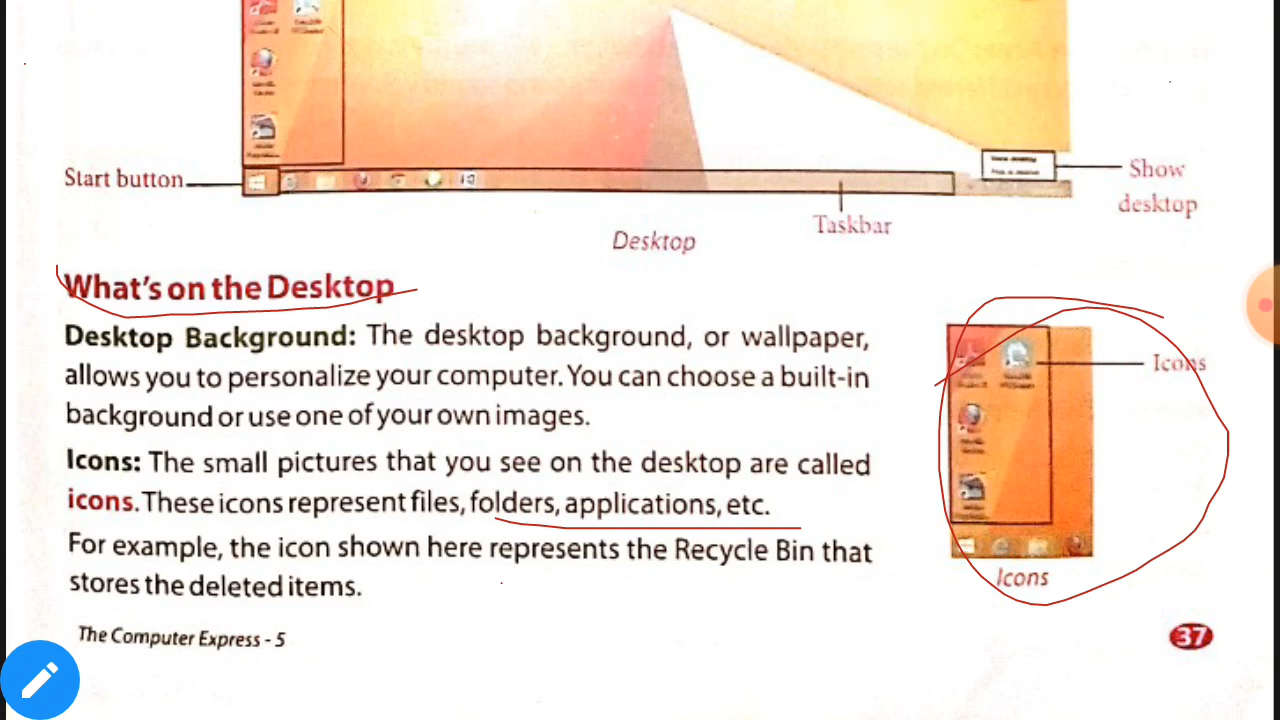 Start button
Show
desktop
Taskbar
Desktop
What's on the Desktop
Desktop Background: The desktop background, or wallpaper,
allows you to personalize your computer. You can choose a built-in
background or use one of your own images.
Icons
Icons: The small pictures that you see on the desktop are called
icons. These icons represent files, folders, applications, etc.
For example, the icon shown here represents the Recycle Bin that
stores the deleted items.
Icons
The Computer Express - 5
37